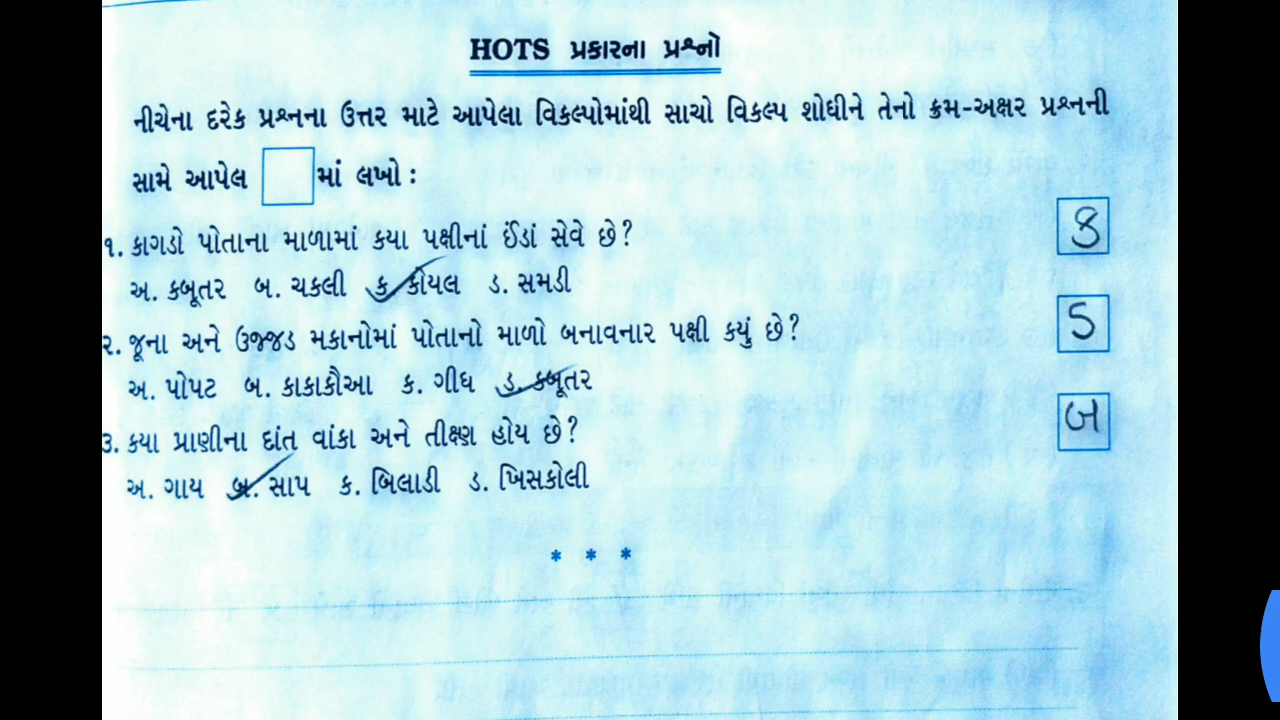 HOTS પ્રકારના પ્રશ્નો
નીચેના દરેક પ્રશ્નના ઉત્તર માટે આપેલા વિકલ્પોમાંથી સાચો વિકલ્પ શોધીને તેનો ક્રમ-અક્ષર પ્રશ્નની
સામે આપેલ માં લખો :
૧. કાગડો પોતાના માળામાં કયા પક્ષીનાં ઈંડાં સેવે છે? ક
અ. કબૂતર બ. ચકલી ક. કોયલ ડ. સમડી
૨. જૂના અને ઉજ્જડ મકાનોમાં પોતાનો માળો બનાવનાર પક્ષી કયું છે? ડ
અ. પોપટ બ. કાકાકૌઆ ક. ગીધ ડ. કબૂતર
૩. કયા પ્રાણીના દાંત વાંકા અને તીક્ષ્ણ હોય છે? બ
અ. ગાય બ. સાપ ક. બિલાડી ડ. ખિસકોલી
* * *